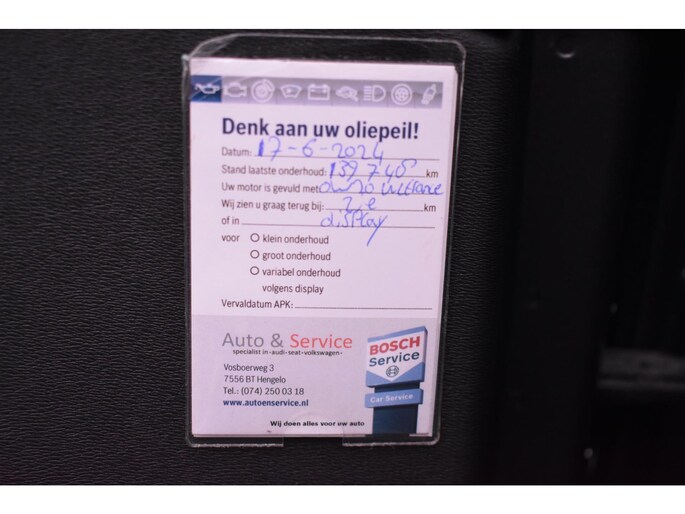 Denk aan uw oliepeil!
Datum: 17-6-2024
Stand laatste onderhoud: 139 740 km
Uw motor is gevuld met:
Wij zien u graag terug bij: z.e km
of in display
voor klein onderhoud
groot onderhoud
variabel onderhoud
volgens display
Vervaldatum APK:
Auto & Service
specialist in -audi-seat-volkswagen-
Vosboerweg 3
7556 BT Hengelo
Tel: (074) 250 03 18
www.autoenservice.nl
Wij doen alles voor uw auto
BOSCH
Service
Car Service